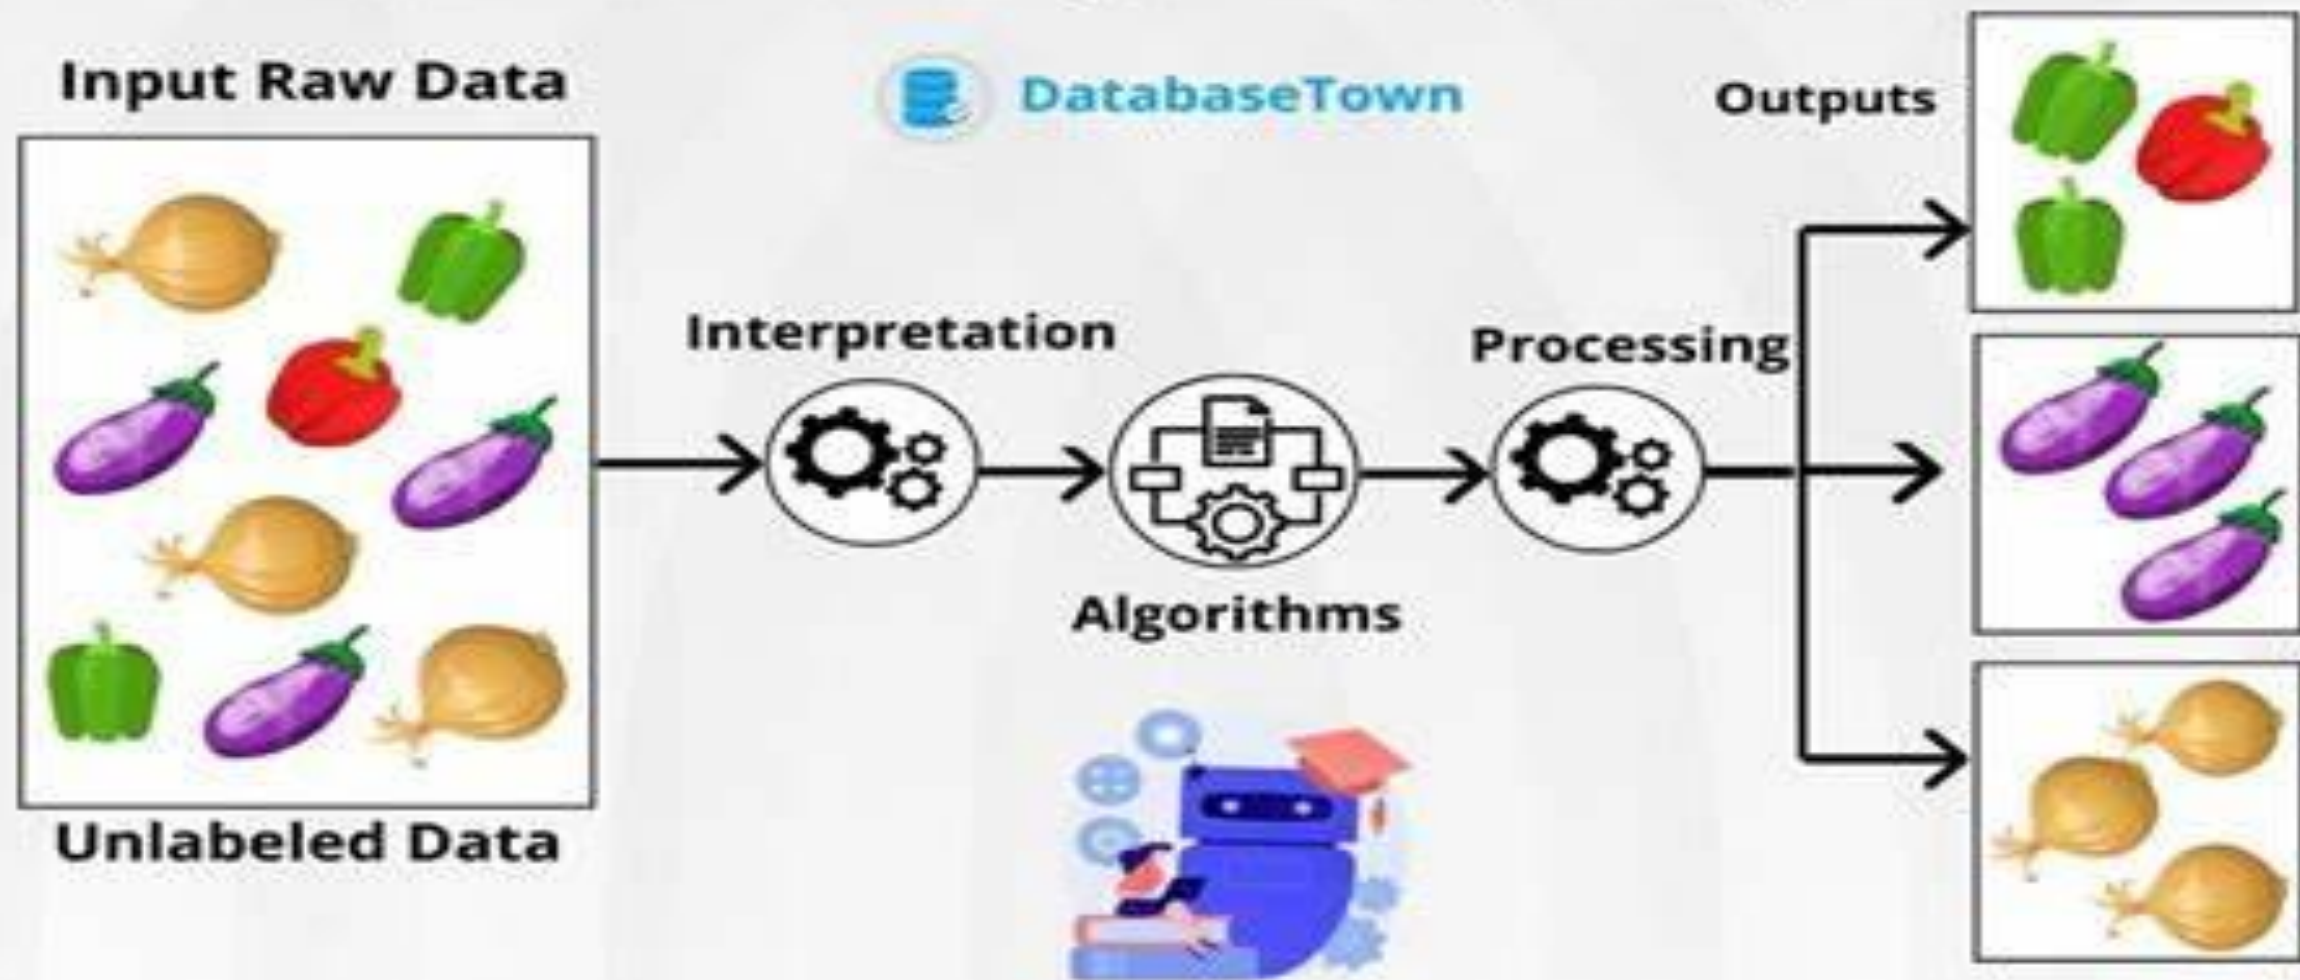 Input Raw Data
DatabaseTown
Outputs
Interpretation
Processing
Algorithms
Unlabeled Data